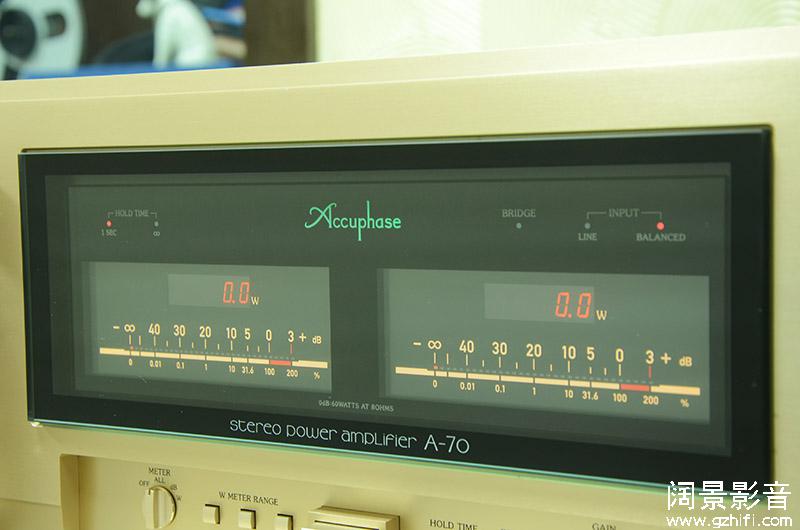 HOLD TIME
1 SEC ∞
Accuphase
BRIDGE
INPUT
LINE BALANCED
0.0 W
-∞ 40 30 20 10 5 0 3 + dB
0 0.01 0.1 1 10 31.6 100 200 %
0.0 W
-∞ 40 30 20 10 5 0 3 + dB
0 0.01 0.1 1 10 31.6 100 200 %
0dB=60WATTS AT 8OHMS
stereo power amplifier A-70
METER
ALL
OFF dB
W
W METER RANGE
HOLD TIME
GAIN
阔景影音
www.gzhifi.com